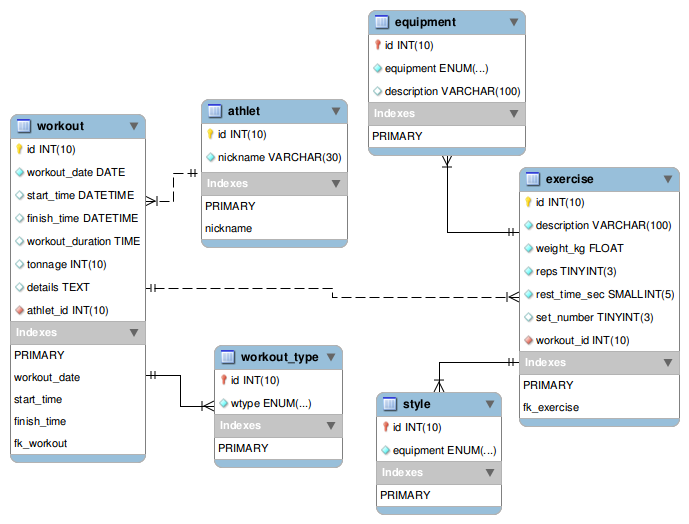 equipment
id INT(10)
equipment ENUM(...)
description VARCHAR(100)
Indexes
PRIMARY
athlet
id INT(10)
nickname VARCHAR(30)
Indexes
PRIMARY
nickname
workout
id INT(10)
workout_date DATE
start_time DATETIME
finish_time DATETIME
workout_duration TIME
tonnage INT(10)
details TEXT
athlet_id INT(10)
Indexes
PRIMARY
workout_date
start_time
finish_time
fk_workout
exercise
id INT(10)
description VARCHAR(100)
weight_kg FLOAT
reps TINYINT(3)
rest_time_sec SMALLINT(5)
set_number TINYINT(3)
workout_id INT(10)
Indexes
PRIMARY
fk_exercise
workout_type
id INT(10)
wtype ENUM(...)
Indexes
PRIMARY
style
id INT(10)
equipment ENUM(...)
Indexes
PRIMARY